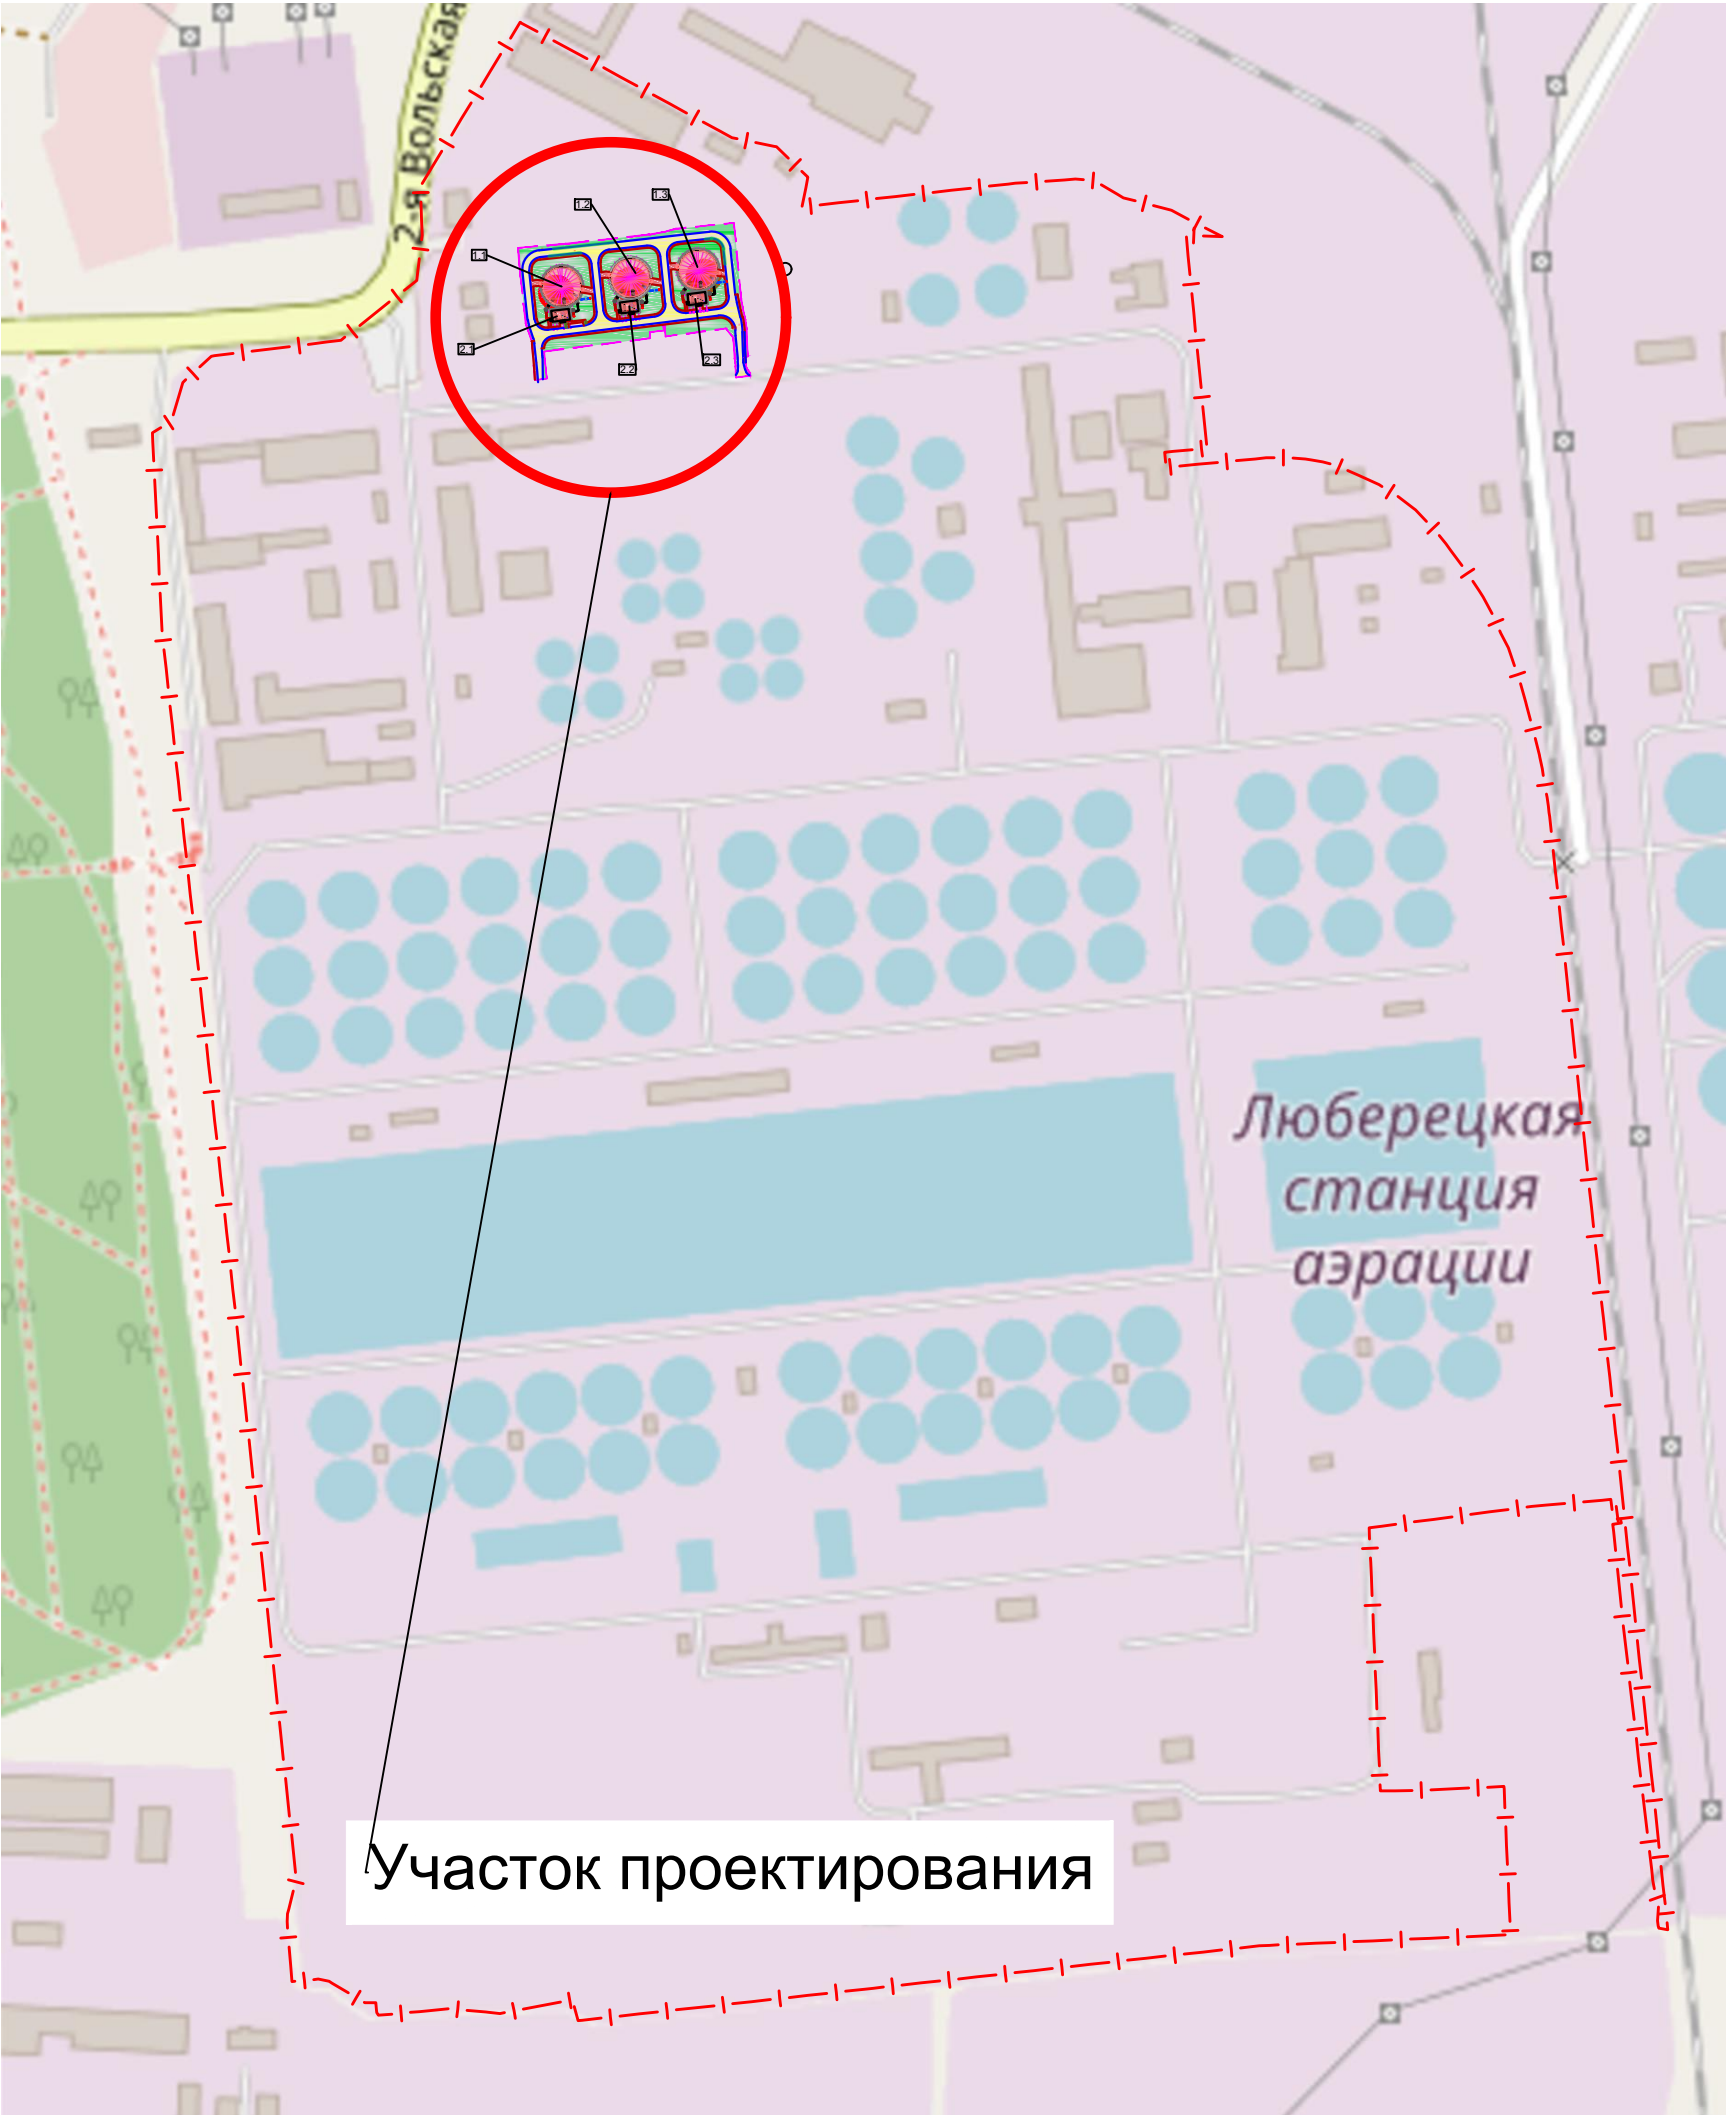 2-я Вольская
1.3
1.2
1.1
2.1
2.2
2.3
Люберецкая
станция
аэрации
Участок проектирования